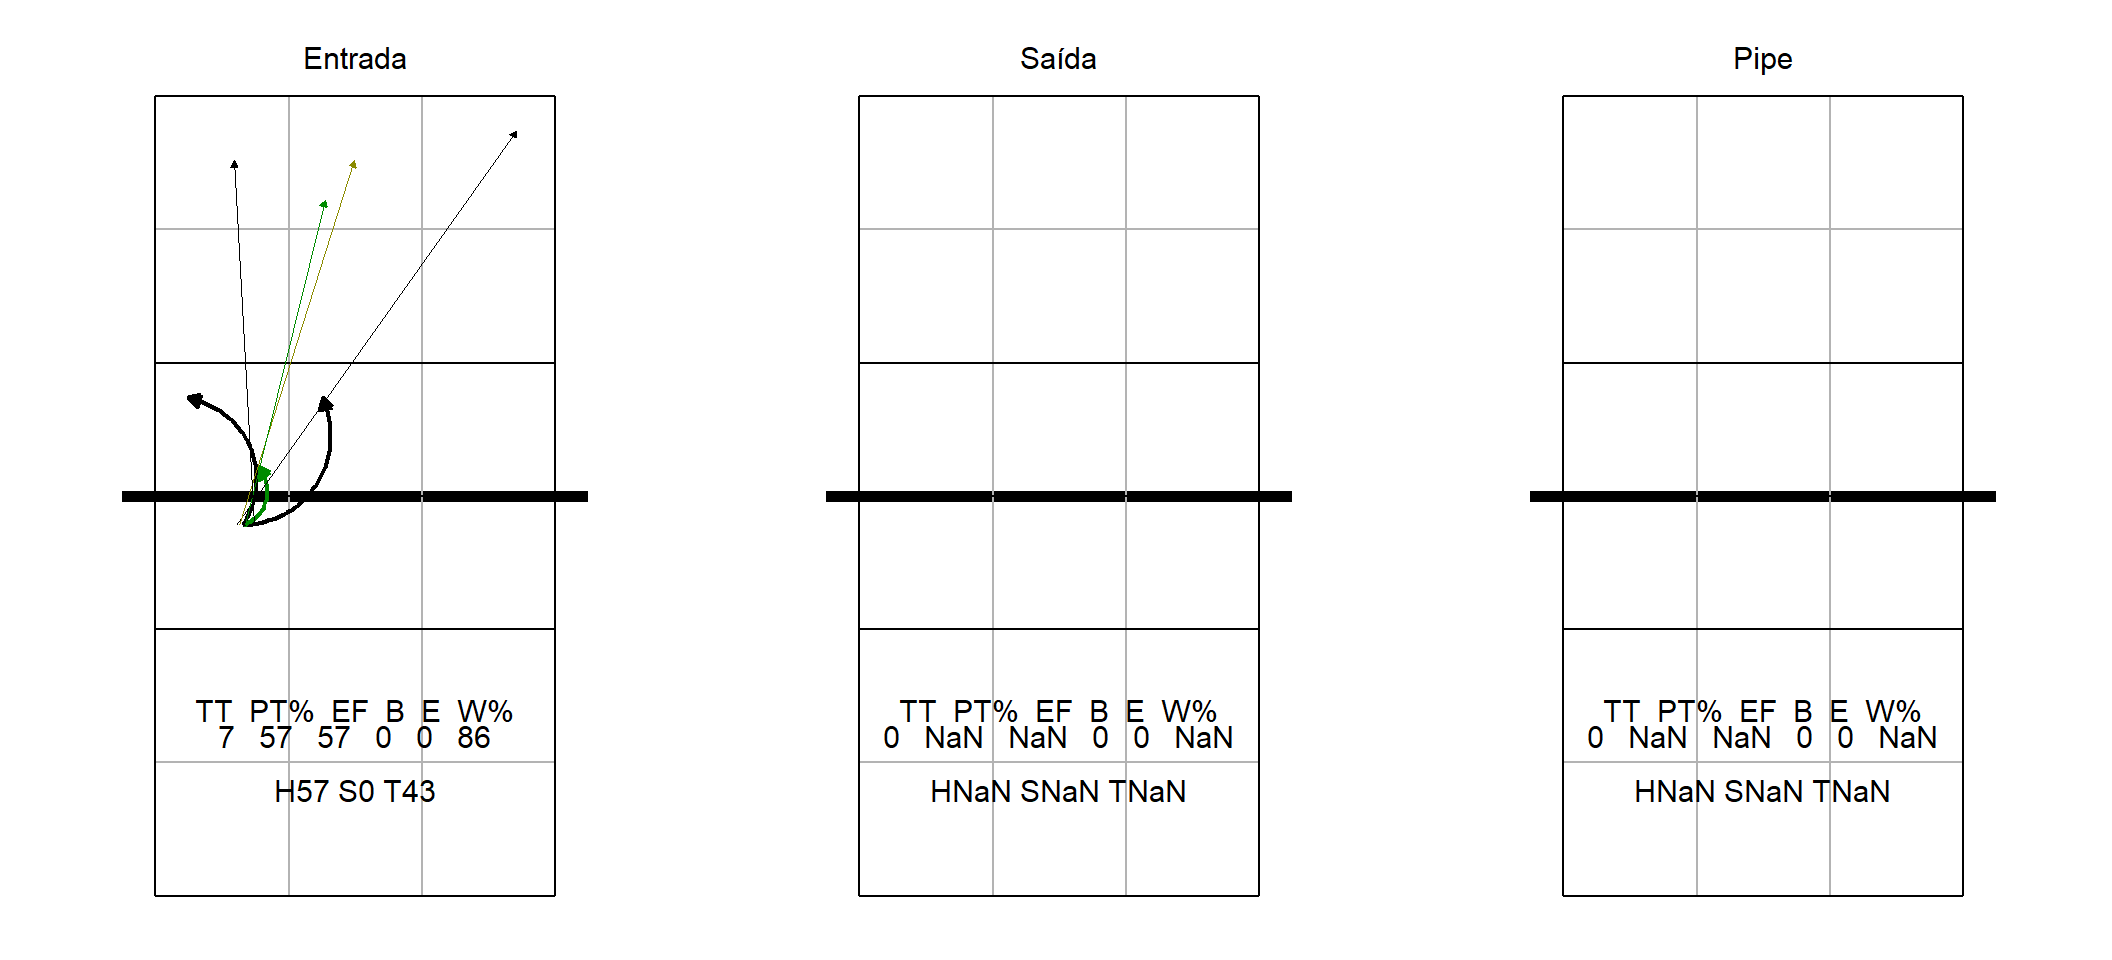 Entrada
TT PT% EF B E W%
7 57 57 0 0 86
H57 S0 T43
Saída
TT PT% EF B E W%
0 NaN NaN 0 0 NaN
HNaN SNaN TNaN
Pipe
TT PT% EF B E W%
0 NaN NaN 0 0 NaN
HNaN SNaN TNaN